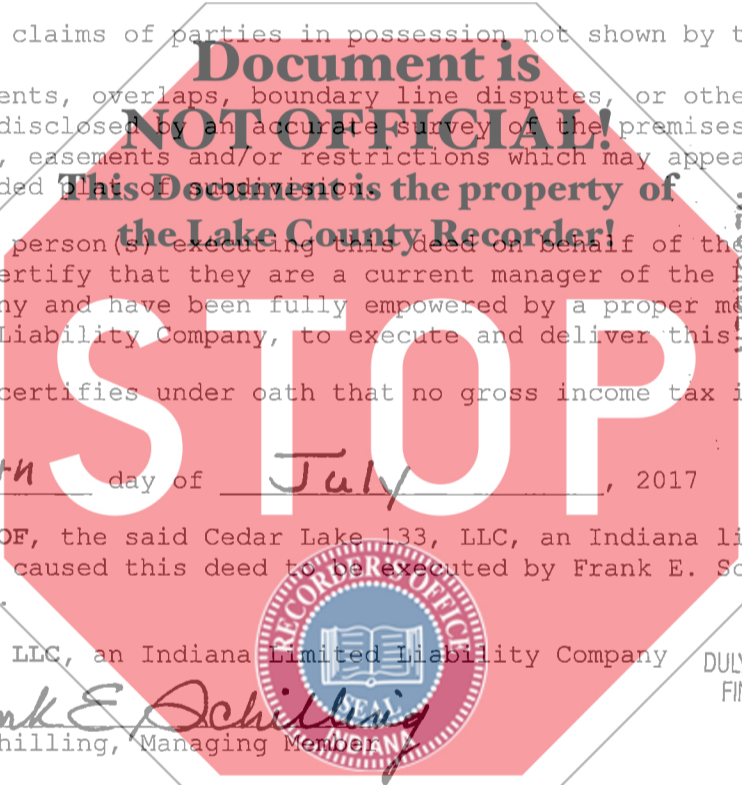 claims of parties in possession not shown by t
Document is
ents, overlaps, boundary line disputes, or othe
NOT OFFICIAL!
disclosed by an accurate survey of the premises
, easements and/or restrictions which may appea
ded plat of subdivision.
This Document is the property of
the Lake County Recorder!
person(s) executing this deed on behalf of the
ertify that they are a current manager of the
ny and have been fully empowered by a proper me
Liability Company, to execute and deliver this
STOP
certifies under oath that no gross income tax i
th day of July, 2017
OF, the said Cedar Lake 133, LLC, an Indiana li
caused this deed to be executed by Frank E. Sc
RECORDER'S OFFICE
LLC, an Indiana Limited Liability Company
DULY
FIN
SEAL
INDIANA
nk E Schilling
hilling, Managing Member